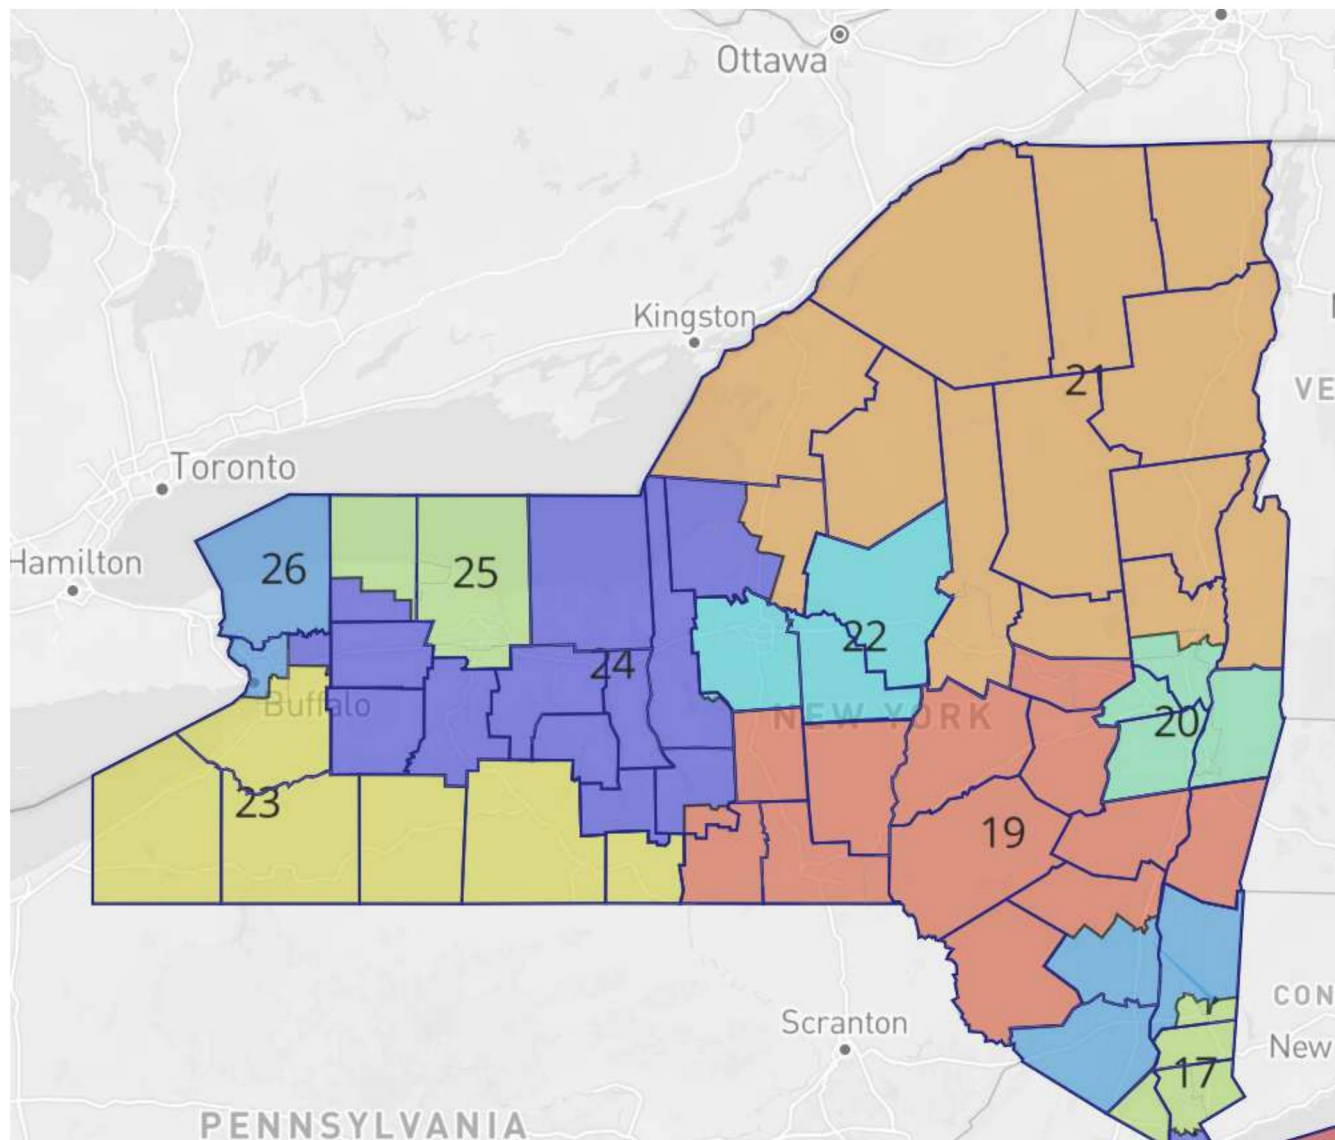 Ottawa
Kingston
21
VE
Toronto
Hamilton
26
25
22
24
Buffalo
NEW YORK
20
23
19
Scranton
CON
New
17
PENNSYLVANIA